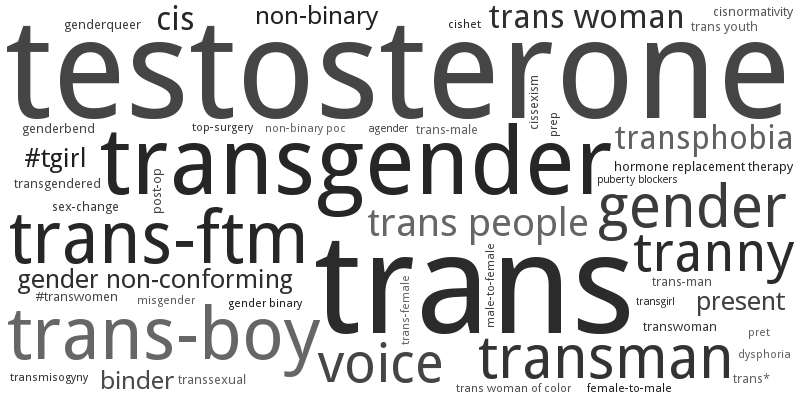 genderqueer
cis
non-binary
cishet
trans woman
cisnormativity
trans youth
testosterone
cissexism
prep
genderbend
top-surgery
non-binary poc
agender
trans-male
transphobia
#tgirl
transgender
hormone replacement therapy
transgendered
post-op
puberty blockers
sex-change
trans people
gender
trans-ftm
trans
male-to-female
tranny
gender non-conforming
trans-female
trans-man
#transwomen
misgender
gender binary
transgirl
present
trans-boy
transwoman
pret
voice
transman
dysphoria
transmisogyny
binder
transsexual
trans woman of color
female-to-male
trans*